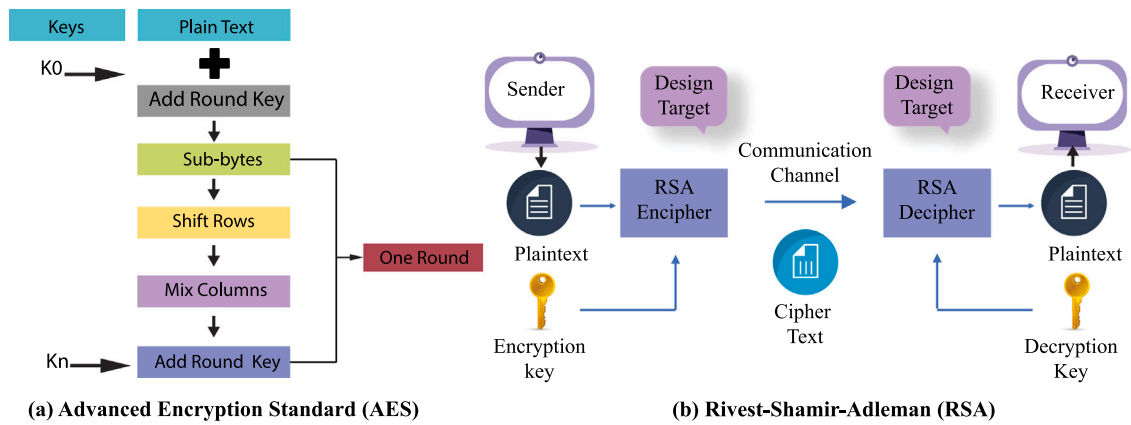 Keys
Plain Text
K0
Add Round Key
Sub-bytes
Shift Rows
One Round
Mix Columns
Kn
Add Round Key
(a) Advanced Encryption Standard (AES)
Sender
Design
Target
Design
Target
Receiver
Communication
Channel
RSA
Encipher
RSA
Decipher
Plaintext
Plaintext
Cipher
Text
Encryption
key
Decryption
Key
(b) Rivest-Shamir-Adleman (RSA)